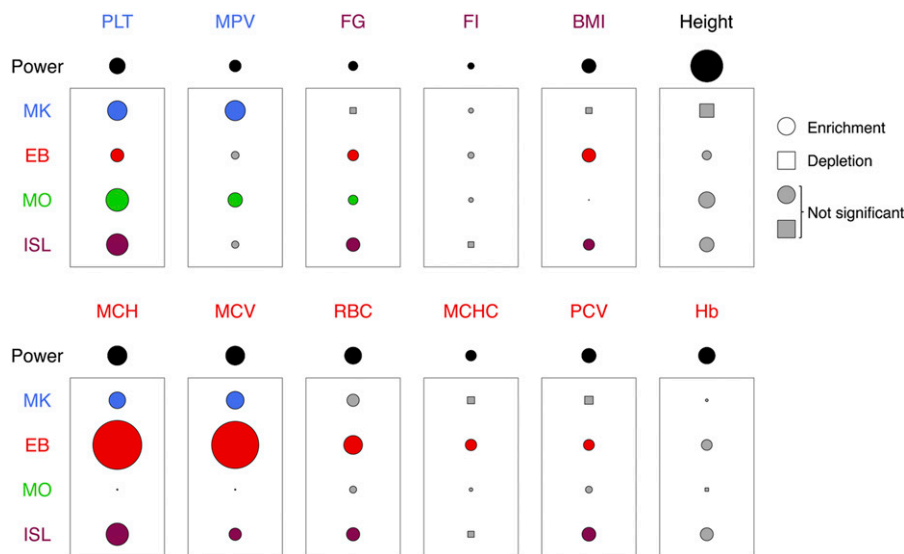 PLT MPV FG FI BMI Height
Power
MK
EB
MO
ISL
Enrichment
Depletion
Not significant
MCH MCV RBC MCHC PCV Hb
Power
MK
EB
MO
ISL